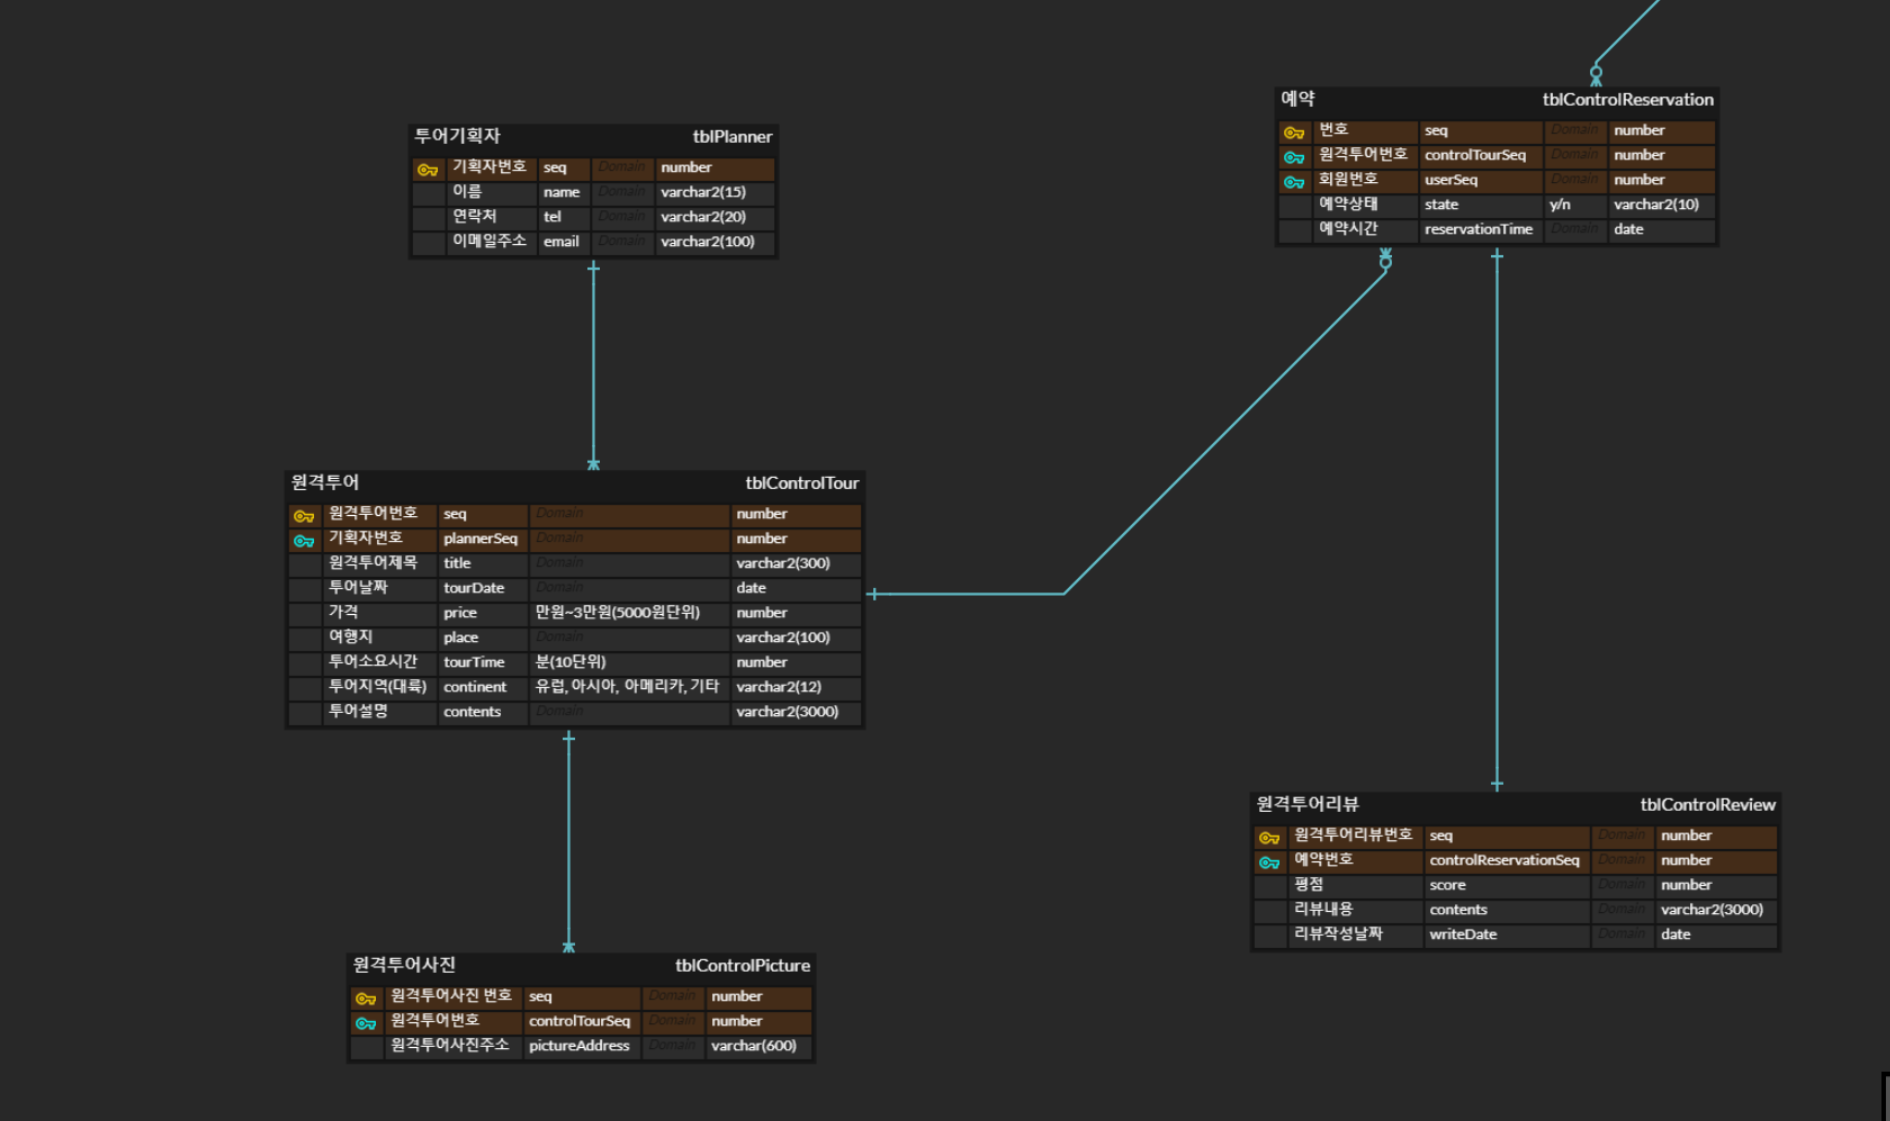 투어기획자 tblPlanner
기획자번호 seq Domain number
이름 name Domain varchar2(15)
연락처 tel Domain varchar2(20)
이메일주소 email Domain varchar2(100)
예약 tblControlReservation
번호 seq Domain number
원격투어번호 controlTourSeq Domain number
회원번호 userSeq Domain number
예약상태 state y/n varchar2(10)
예약시간 reservationTime Domain date
원격투어 tblControlTour
원격투어번호 seq Domain number
기획자번호 plannerSeq Domain number
원격투어제목 title Domain varchar2(300)
투어날짜 tourDate Domain date
가격 price 만원~3만원(5000원단위) number
여행지 place Domain varchar2(100)
투어소요시간 tourTime 분(10단위) number
투어지역(대륙) continent 유럽, 아시아, 아메리카, 기타 varchar2(12)
투어설명 contents Domain varchar2(3000)
원격투어리뷰 tblControlReview
원격투어리뷰번호 seq Domain number
예약번호 controlReservationSeq Domain number
평점 score Domain number
리뷰내용 contents Domain varchar2(3000)
리뷰작성날짜 writeDate Domain date
원격투어사진 tblControlPicture
원격투어사진 번호 seq Domain number
원격투어번호 controlTourSeq Domain number
원격투어사진주소 pictureAddress Domain varchar(600)